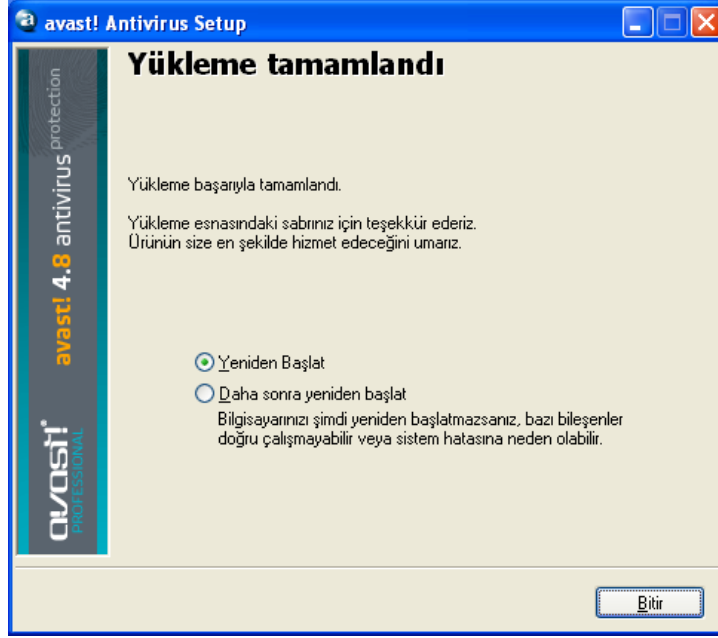 avast! Antivirus Setup
Yükleme tamamlandı
avast! 4.8 antivirus protection
avast!
PROFESSIONAL
Yükleme başarıyla tamamlandı.
Yükleme esnasındaki sabrınız için teşekkür ederiz.
Ürünün size en şekilde hizmet edeceğini umarız.
Yeniden Başlat
Daha sonra yeniden başlat
Bilgisayarınızı şimdi yeniden başlatmazsanız, bazı bileşenler
doğru çalışmayabilir veya sistem hatasına neden olabilir.
Bitir